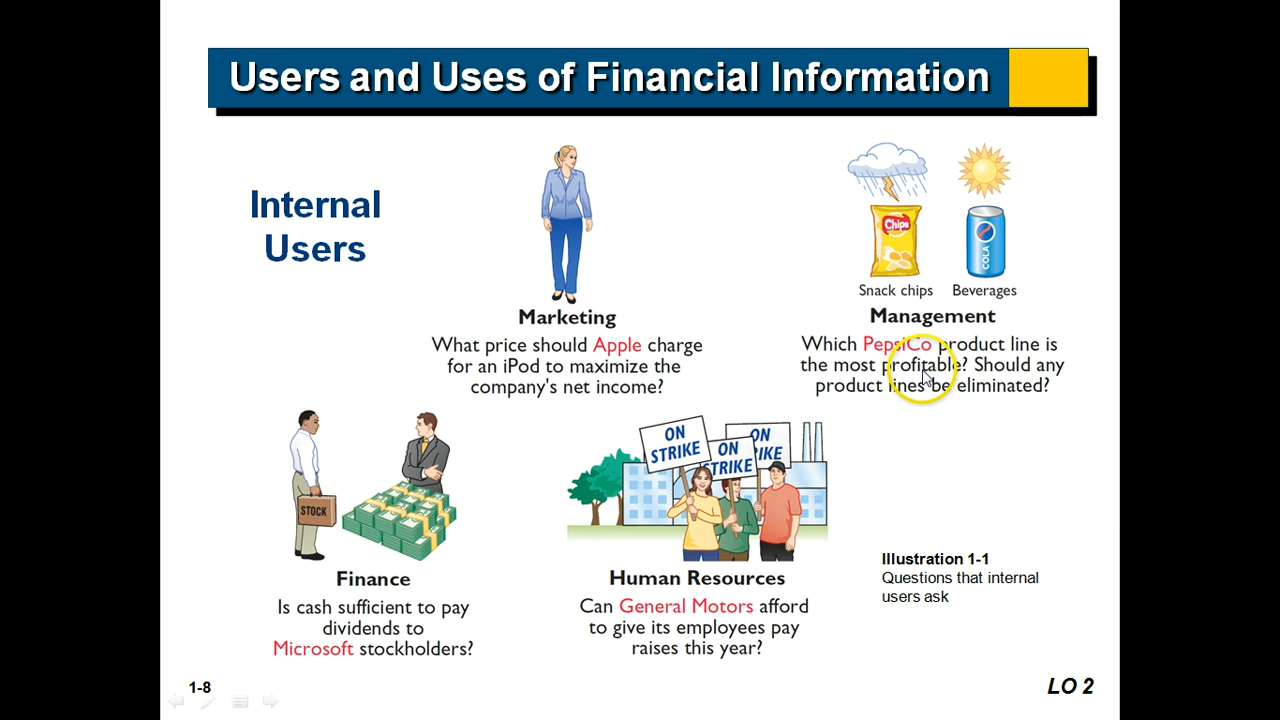 Users and Uses of Financial Information
Internal
Users
Marketing
What price should Apple charge
for an iPod to maximize the
company's net income?
Chips
COLA
Snack chips
Beverages
Management
Which PepsiCo product line is
the most profitable? Should any
product lines be eliminated?
STOCK
Finance
Is cash sufficient to pay
dividends to
Microsoft stockholders?
ON
STRIKE
ON
STRIKE
ON
IKE
Human Resources
Can General Motors afford
to give its employees pay
raises this year?
Illustration 1-1
Questions that internal
users ask
1-8
LO 2